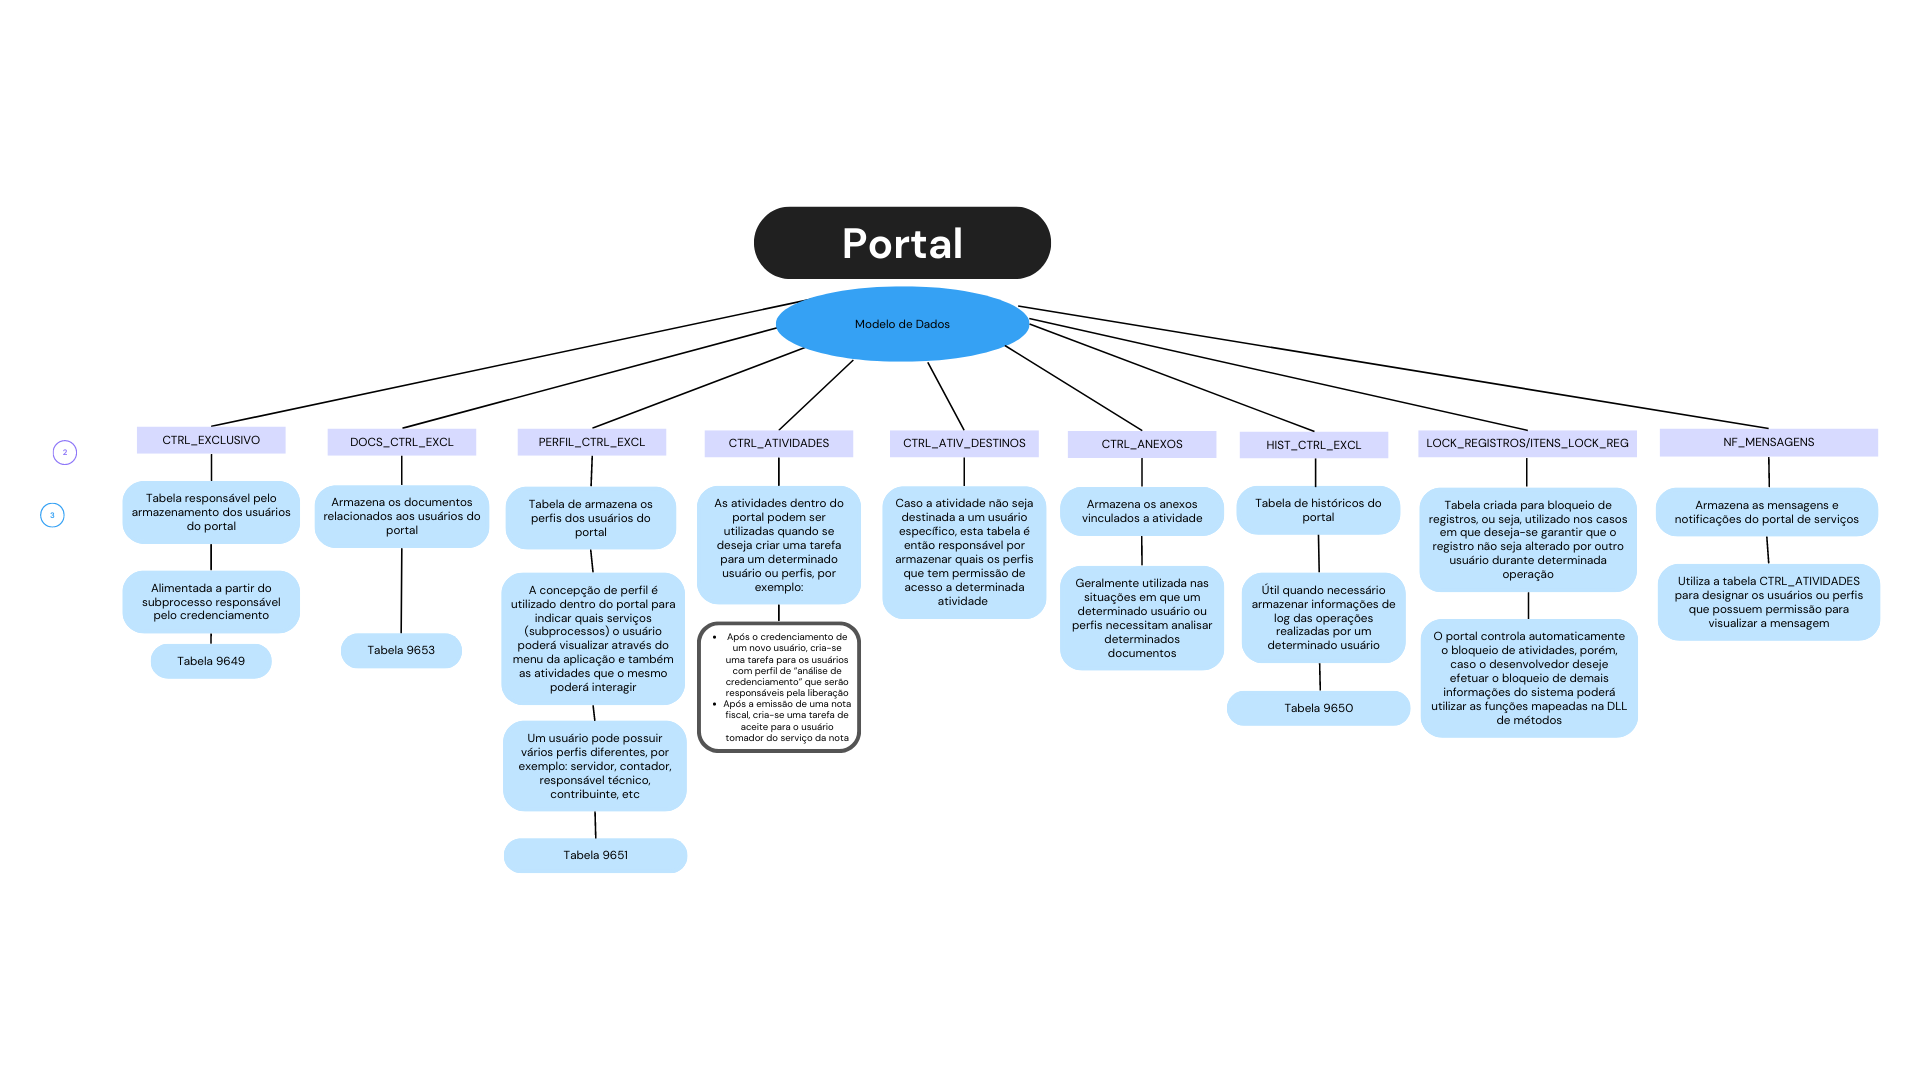 Portal
Modelo de Dados
2
3
CTRL_EXCLUSIVO
Tabela responsável pelo
armazenamento dos usuários
do portal
Alimentada a partir do
subprocesso responsável
pelo credenciamento
Tabela 9649
DOCS_CTRL_EXCL
Armazena os documentos
relacionados aos usuários do
portal
Tabela 9653
PERFIL_CTRL_EXCL
Tabela de armazena os
perfis dos usuários do
portal
A concepção de perfil é
utilizado dentro do portal para
indicar quais serviços
(subprocessos) o usuário
poderá visualizar através do
menu da aplicação e também
as atividades que o mesmo
poderá interagir
Um usuário pode possuir
vários perfis diferentes, por
exemplo: servidor, contador,
responsável técnico,
contribuinte, etc
Tabela 9651
CTRL_ATIVIDADES
As atividades dentro do
portal podem ser
utilizadas quando se
deseja criar uma tarefa
para um determinado
usuário ou perfis, por
exemplo:
• Após o credenciamento de
um novo usuário, cria-se
uma tarefa para os usuários
com perfil de “análise de
credenciamento” que serão
responsáveis pela liberação
• Após a emissão de uma nota
fiscal, cria-se uma tarefa de
aceite para o usuário
tomador do serviço da nota
CTRL_ATIV_DESTINOS
Caso a atividade não seja
destinada a um usuário
específico, esta tabela é
então responsável por
armazenar quais os perfis
que tem permissão de
acesso a determinada
atividade
CTRL_ANEXOS
Armazena os anexos
vinculados a atividade
Geralmente utilizada nas
situações em que um
determinado usuário ou
perfis necessitam analisar
determinados
documentos
HIST_CTRL_EXCL
Tabela de históricos do
portal
Útil quando necessário
armazenar informações de
log das operações
realizadas por um
determinado usuário
Tabela 9650
LOCK_REGISTROS/ITENS_LOCK_REG
Tabela criada para bloqueio de
registros, ou seja, utilizado nos casos
em que deseja-se garantir que o
registro não seja alterado por outro
usuário durante determinada
operação
O portal controla automaticamente
o bloqueio de atividades, porém,
caso o desenvolvedor deseje
efetuar o bloqueio de demais
informações do sistema poderá
utilizar as funções mapeadas na DLL
de métodos
NF_MENSAGENS
Armazena as mensagens e
notificações do portal de serviços
Utiliza a tabela CTRL_ATIVIDADES
para designar os usuários ou perfis
que possuem permissão para
visualizar a mensagem